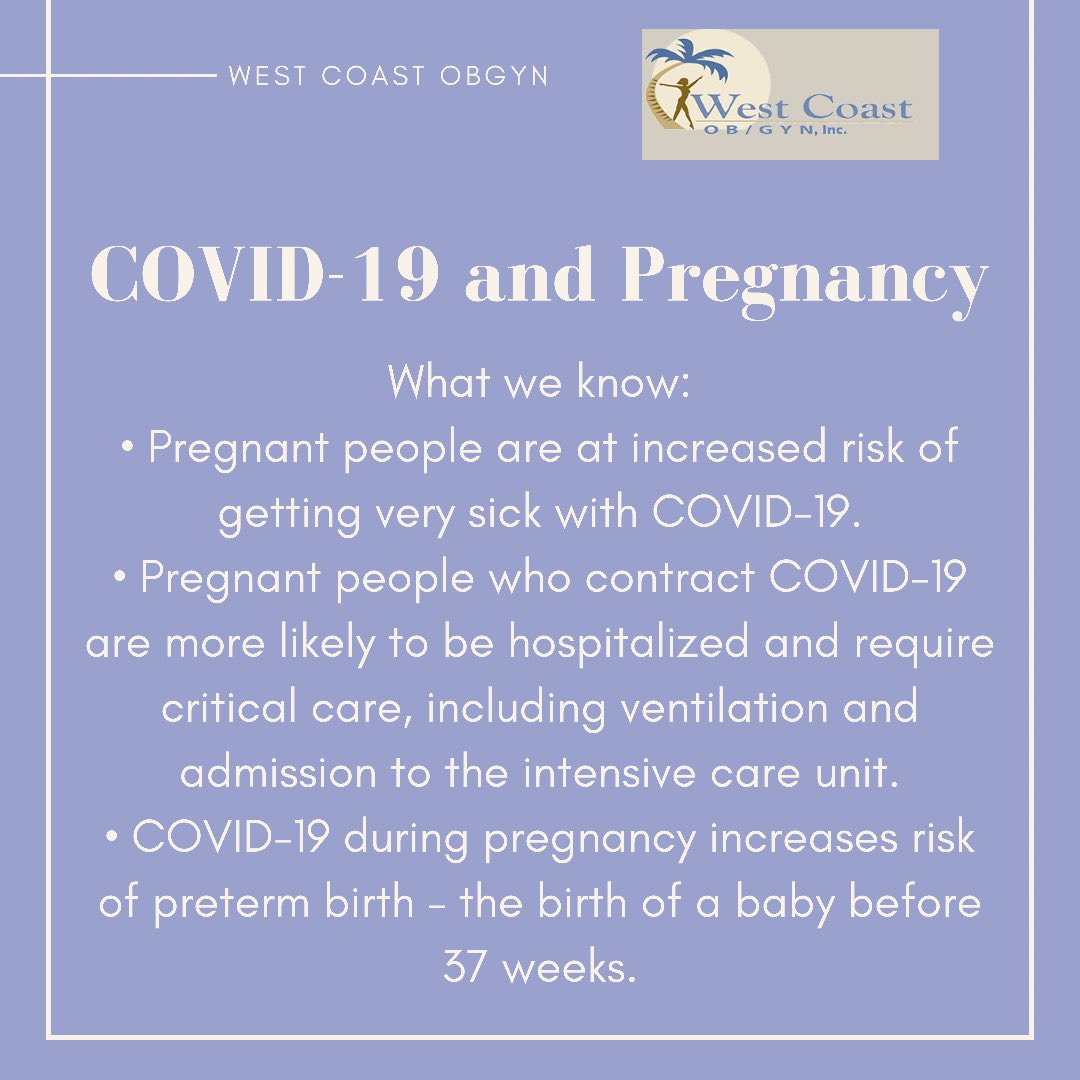 WEST COAST OBGYN
West Coast
OB/GYN, Inc.
COVID-19 and Pregnancy
What we know:
• Pregnant people are at increased risk of
getting very sick with COVID-19.
• Pregnant people who contract COVID-19
are more likely to be hospitalized and require
critical care, including ventilation and
admission to the intensive care unit.
• COVID-19 during pregnancy increases risk
of preterm birth - the birth of a baby before
37 weeks.